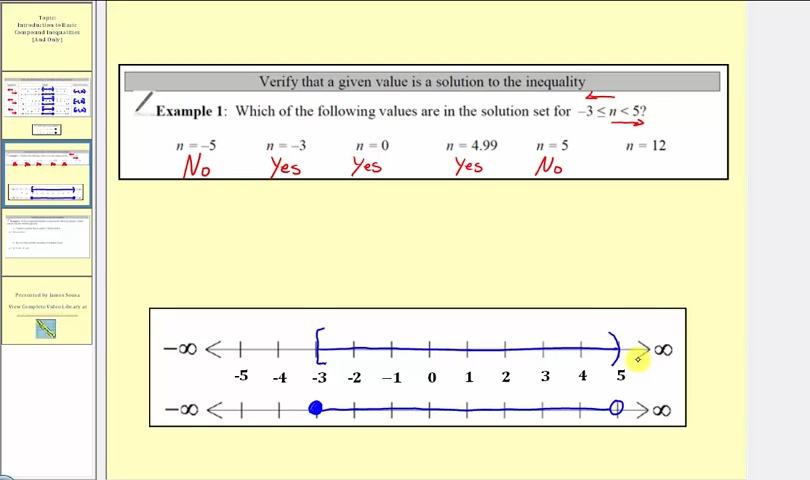 Topic:
Introduction to Basic
Compound Inequalities
(And Only)
Presented by James Sousa
View Complete Video Library at
Verify that a given value is a solution to the inequality
Example 1: Which of the following values are in the solution set for −3 ≤ n < 5?
n = −5 n = −3 n = 0 n = 4.99 n = 5 n = 12
No Yes Yes Yes No
−∞ [ ) ∞
-5 -4 -3 -2 −1 0 1 2 3 4 5
−∞ ∞